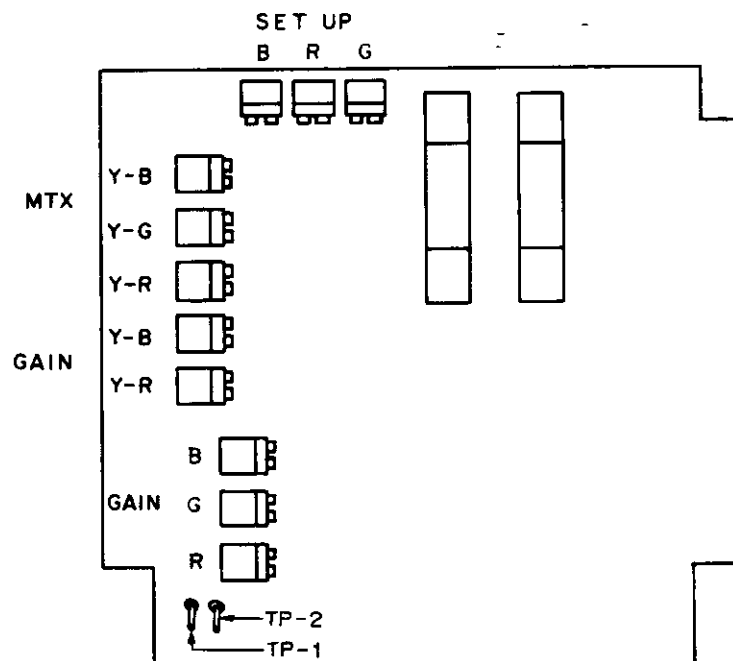 SET UP
B R G
MTX
Y-B
Y-G
Y-R
GAIN
Y-B
Y-R
B
GAIN G
R
TP-2
TP-1